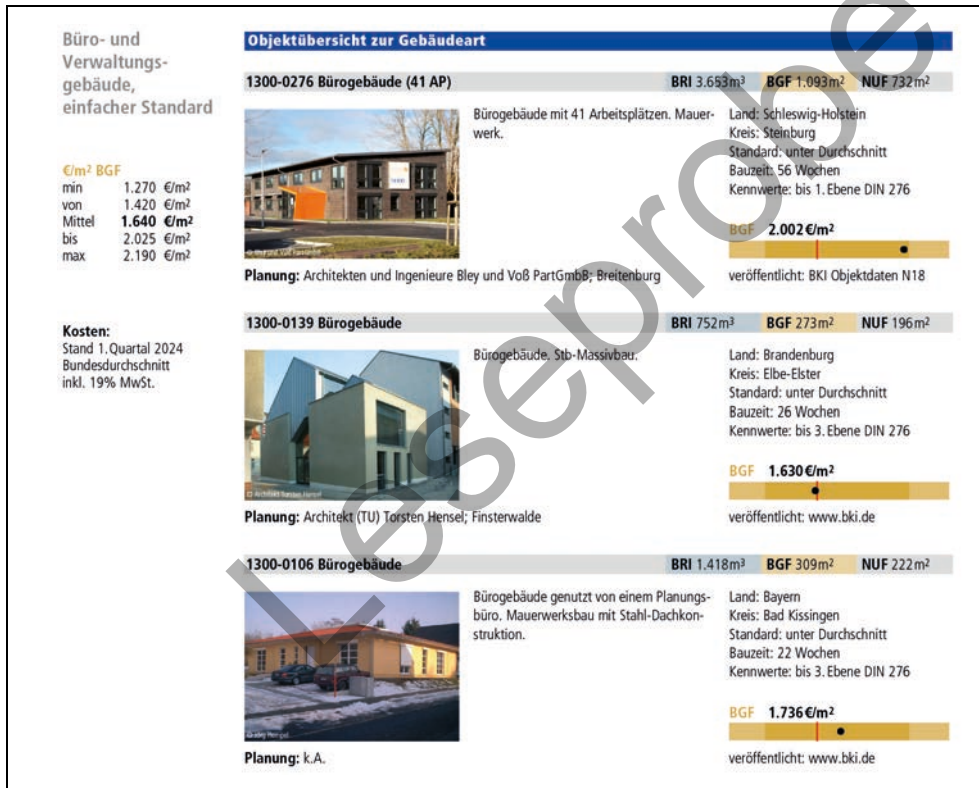 Büro- und
Verwaltungs-
gebäude,
einfacher Standard
€/m² BGF
min 1.270 €/m²
von 1.420 €/m²
Mittel 1.640 €/m²
bis 2.025 €/m²
max 2.190 €/m²
Kosten:
Stand 1.Quartal 2024
Bundesdurchschnitt
inkl. 19% MwSt.
Objektübersicht zur Gebäudeart
1300-0276 Bürogebäude (41 AP) BRI 3.653m³ BGF 1.093m² NUF 732m²
Bürogebäude mit 41 Arbeitsplätzen. Mauer-
werk.
Land: Schleswig-Holstein
Kreis: Steinburg
Standard: unter Durchschnitt
Bauzeit: 56 Wochen
Kennwerte: bis 1.Ebene DIN 276
BGF 2.002€/m²
Planung: Architekten und Ingenieure Bley und Voß PartGmbB; Breitenburg
veröffentlicht: BKI Objektdaten N18
1300-0139 Bürogebäude BRI 752m³ BGF 273m² NUF 196m²
Bürogebäude. Stb-Massivbau.
Land: Brandenburg
Kreis: Elbe-Elster
Standard: unter Durchschnitt
Bauzeit: 26 Wochen
Kennwerte: bis 3.Ebene DIN 276
BGF 1.630€/m²
© Architekt Torsten Hensel
Planung: Architekt (TU) Torsten Hensel; Finsterwalde
veröffentlicht: www.bki.de
1300-0106 Bürogebäude BRI 1.418m³ BGF 309m² NUF 222m²
Bürogebäude genutzt von einem Planungs-
büro. Mauerwerksbau mit Stahl-Dachkon-
struktion.
Land: Bayern
Kreis: Bad Kissingen
Standard: unter Durchschnitt
Bauzeit: 22 Wochen
Kennwerte: bis 3.Ebene DIN 276
BGF 1.736€/m²
Planung: k.A.
veröffentlicht: www.bki.de
Leseprobe